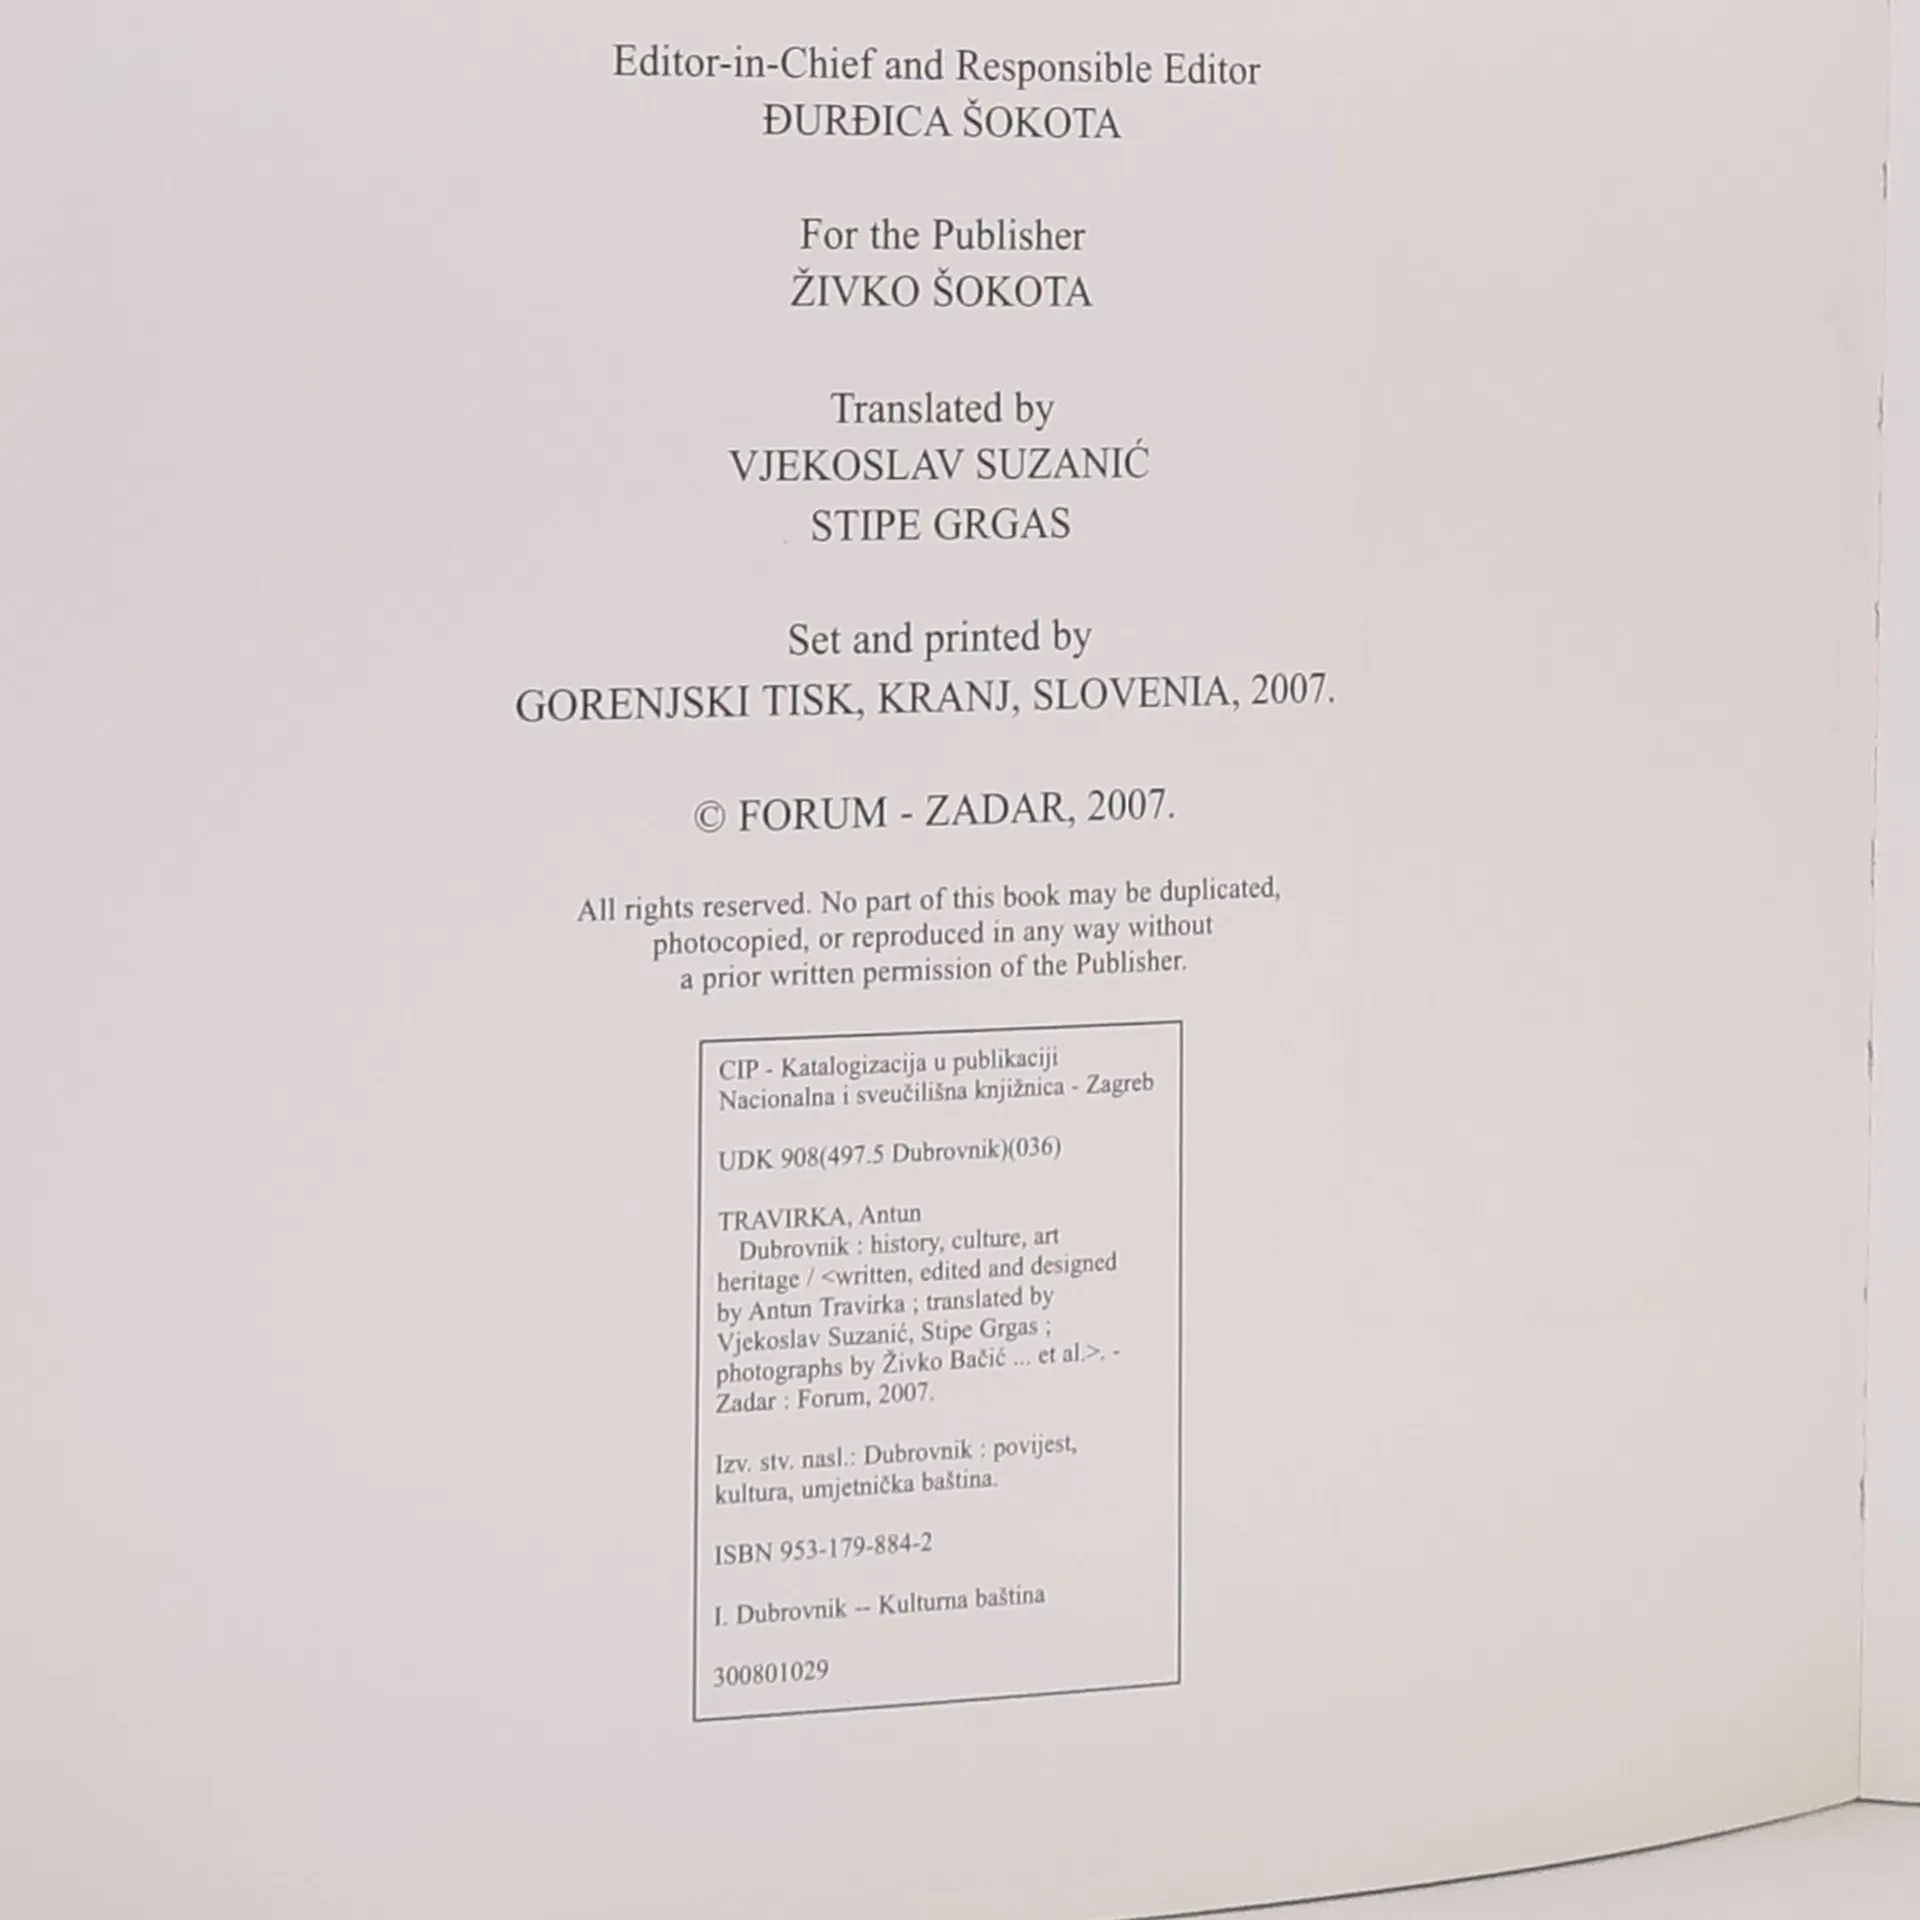 Editor-in-Chief and Responsible Editor
ĐURĐICA ŠOKOTA
For the Publisher
ŽIVKO ŠOKOTA
Translated by
VJEKOSLAV SUZANIĆ
STIPE GRGAS
Set and printed by
GORENJSKI TISK, KRANJ, SLOVENIA, 2007.
© FORUM - ZADAR, 2007.
All rights reserved. No part of this book may be duplicated,
photocopied, or reproduced in any way without
a prior written permission of the Publisher.
CIP - Katalogizacija u publikaciji
Nacionalna i sveučilišna knjižnica - Zagreb
UDK 908(497.5 Dubrovnik)(036)
TRAVIRKA, Antun
Dubrovnik : history, culture, art
heritage / <written, edited and designed
by Antun Travirka ; translated by
Vjekoslav Suzanić, Stipe Grgas ;
photographs by Živko Bačić ... et al.>. -
Zadar : Forum, 2007.
Izv. stv. nasl.: Dubrovnik : povijest,
kultura, umjetnička baština.
ISBN 953-179-884-2
I. Dubrovnik -- Kulturna baština
300801029